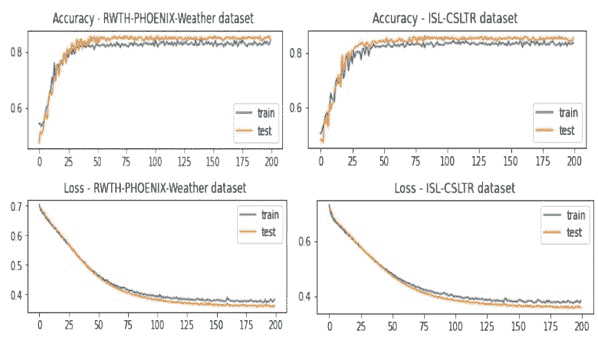 Accuracy - RWTH-PHOENIX-Weather dataset
0.8
0.6
train
test
0 25 50 75 100 125 150 175 200
Accuracy - ISL-CSLTR dataset
0.8
0.6
train
test
0 25 50 75 100 125 150 175 200
Loss - RWTH-PHOENIX-Weather dataset
0.7
0.6
0.5
0.4
train
test
0 25 50 75 100 125 150 175 200
Loss - ISL-CSLTR dataset
0.6
0.4
train
test
0 25 50 75 100 125 150 175 200